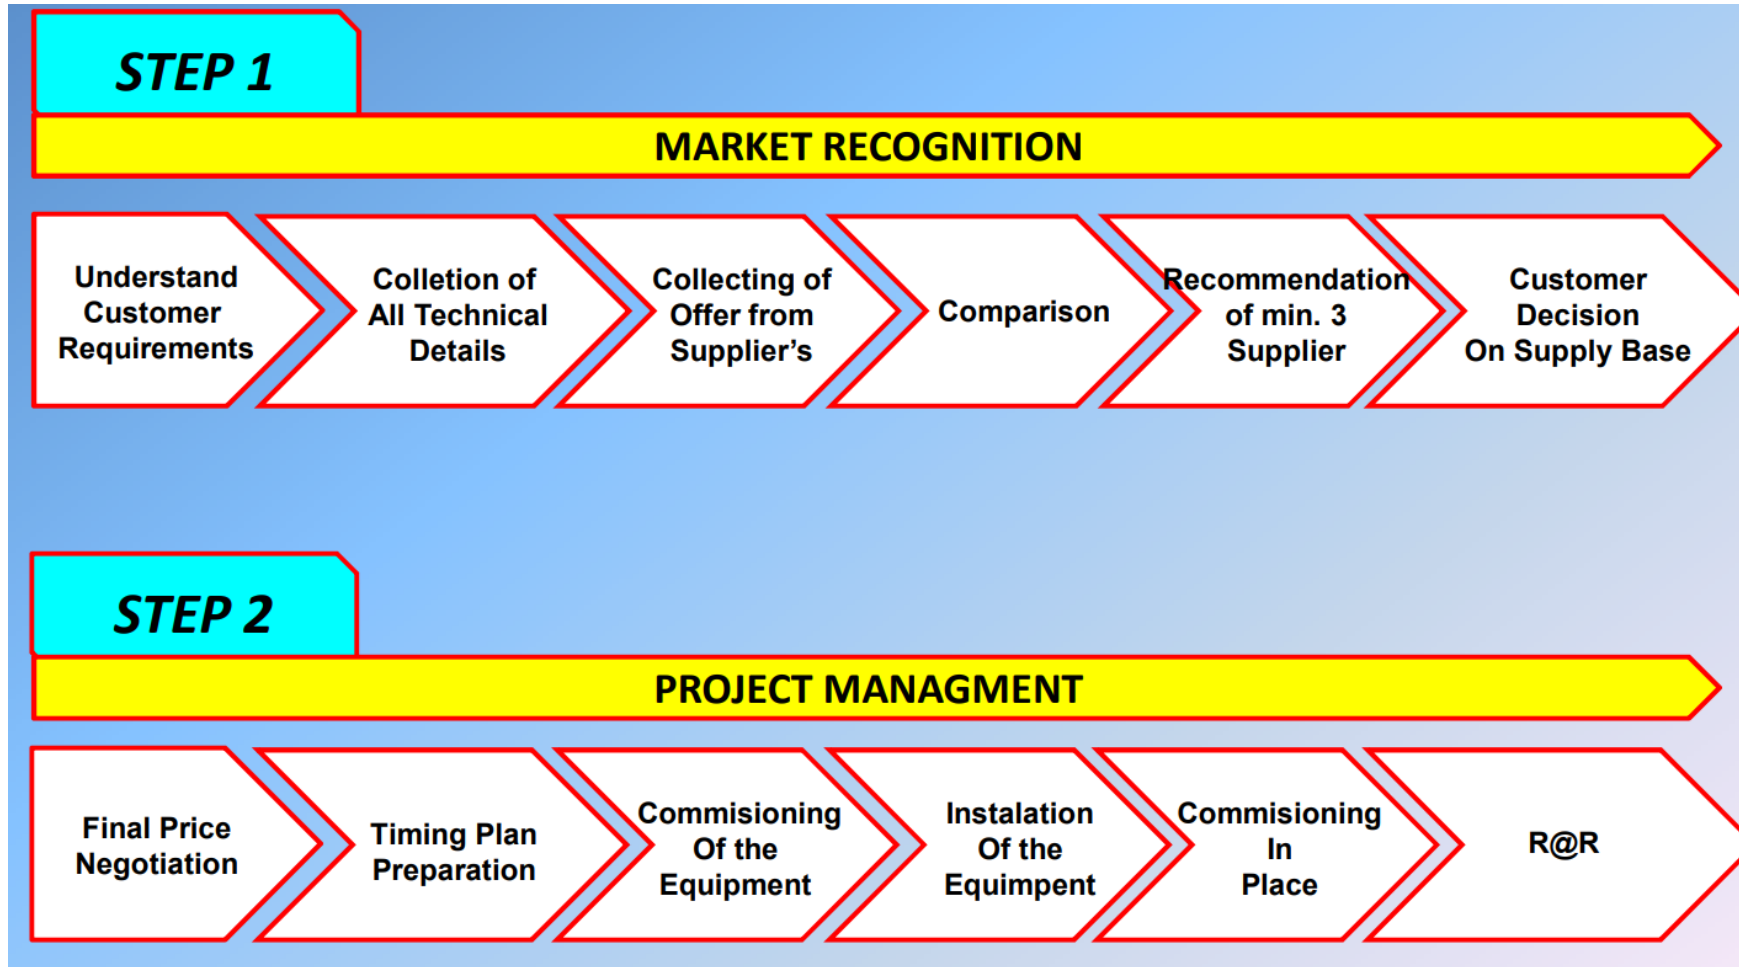 STEP 1
MARKET RECOGNITION
Understand
Customer
Requirements
Colletion of
All Technical
Details
Collecting of
Offer from
Supplier’s
Comparison
Recommendation
of min. 3
Supplier
Customer
Decision
On Supply Base
STEP 2
PROJECT MANAGMENT
Final Price
Negotiation
Timing Plan
Preparation
Commisioning
Of the
Equipment
Instalation
Of the
Equimpent
Commisioning
In
Place
R@R